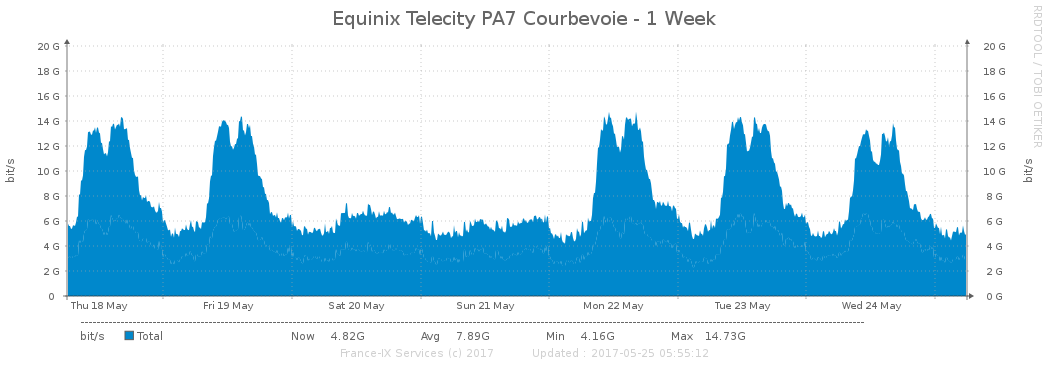 Equinix Telecity PA7 Courbevoie - 1 Week
RRDTOOL / TOBI OETIKER
bit/s
20 G 20 G
18 G 18 G
16 G 16 G
14 G 14 G
12 G 12 G
10 G 10 G
8 G 8 G
6 G 6 G
4 G 4 G
2 G 2 G
0 0 G
bit/s
Thu 18 May Fri 19 May Sat 20 May Sun 21 May Mon 22 May Tue 23 May Wed 24 May
bit/s Total Now 4.82G Avg 7.89G Min 4.16G Max 14.73G
France-IX Services (c) 2017 Updated : 2017-05-25 05:55:12